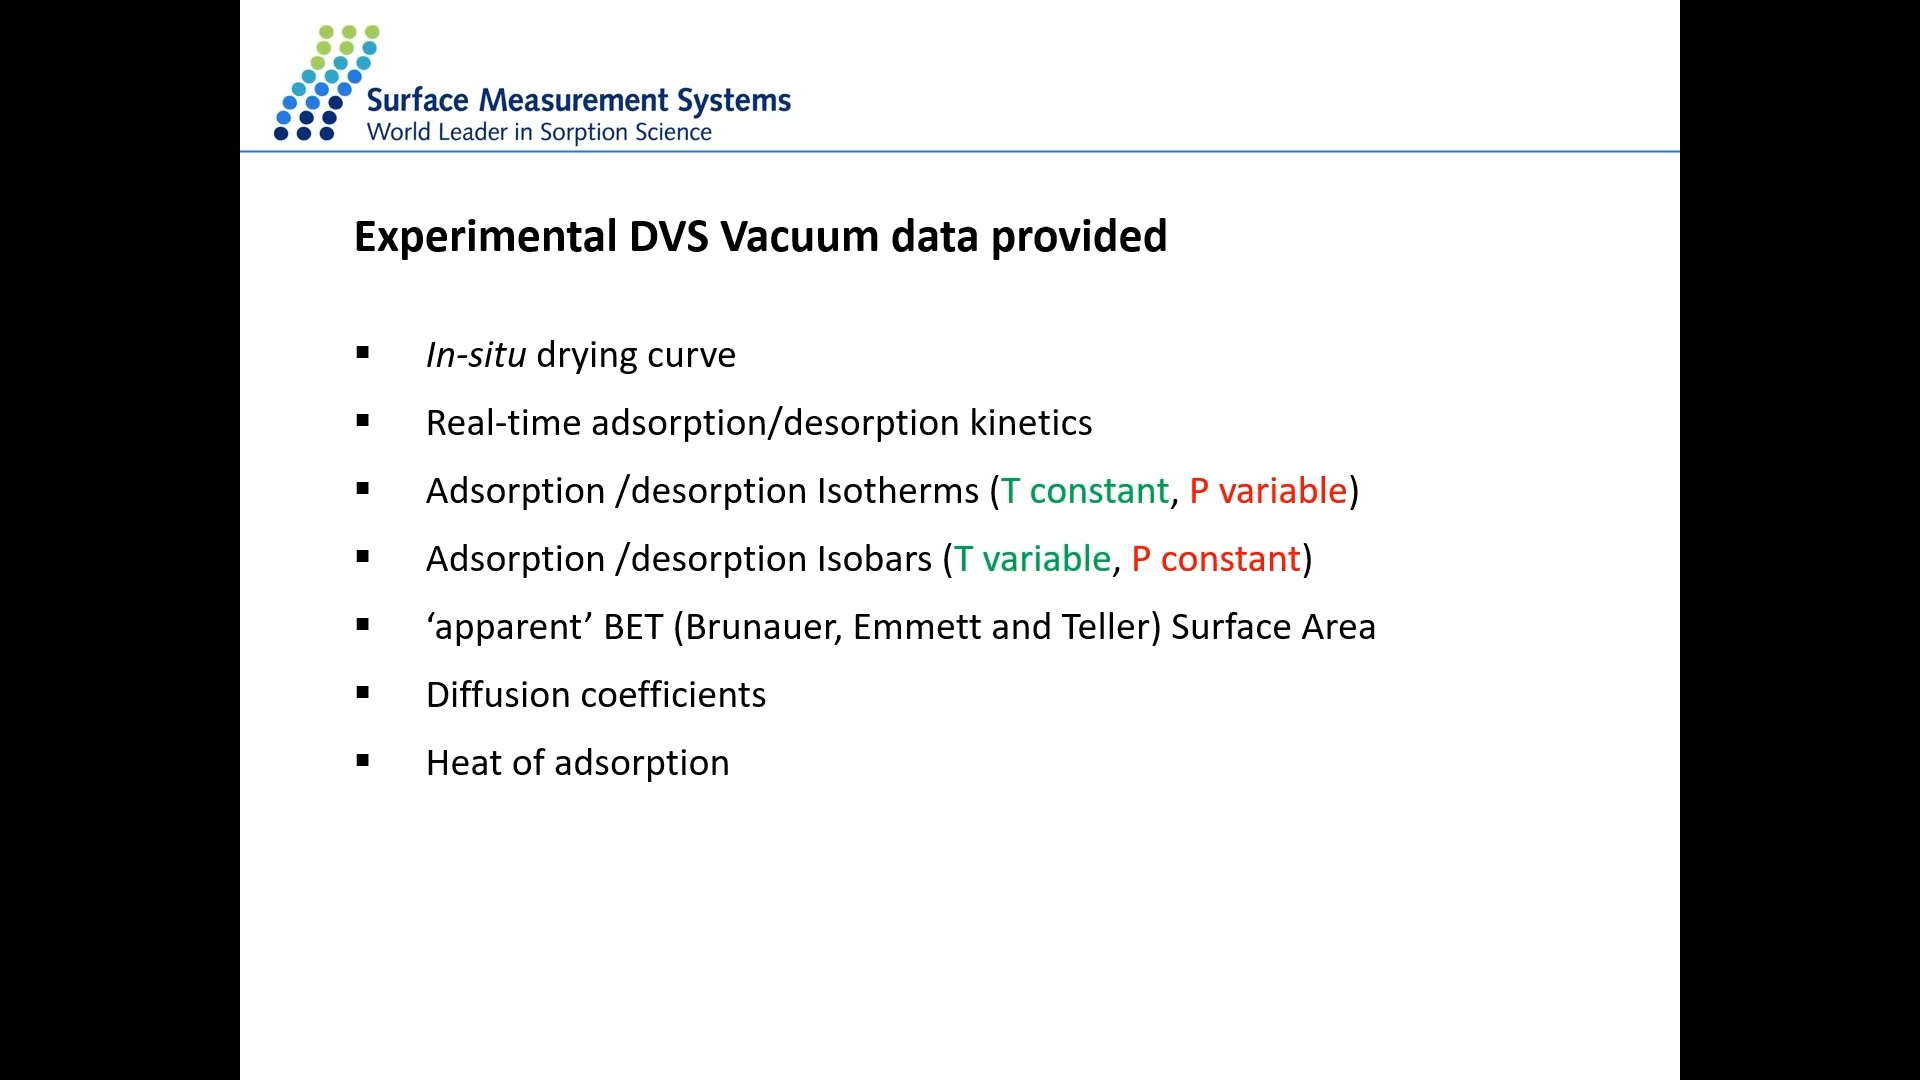 Surface Measurement Systems
World Leader in Sorption Science
Experimental DVS Vacuum data provided
▪ In-situ drying curve
▪ Real-time adsorption/desorption kinetics
▪ Adsorption /desorption Isotherms (T constant, P variable)
▪ Adsorption /desorption Isobars (T variable, P constant)
▪ ‘apparent’ BET (Brunauer, Emmett and Teller) Surface Area
▪ Diffusion coefficients
▪ Heat of adsorption